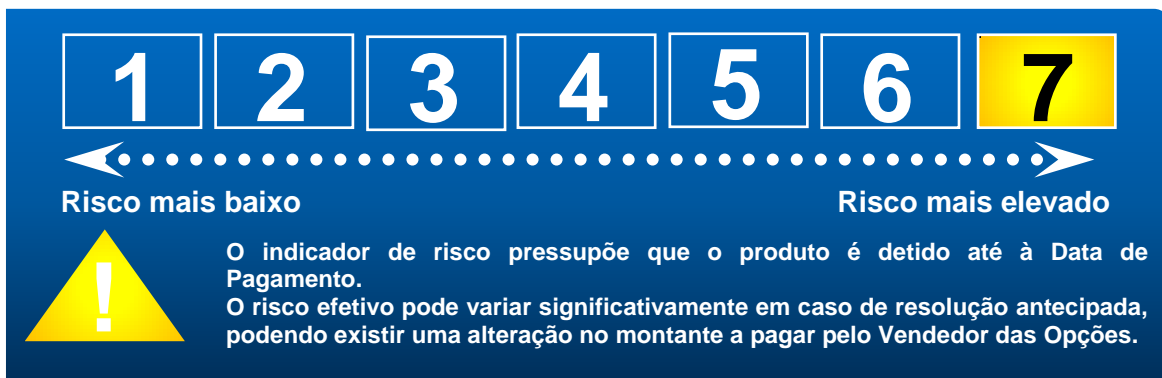 1 2 3 4 5 6 7
Risco mais baixo Risco mais elevado
!
O indicador de risco pressupõe que o produto é detido até à Data de
Pagamento.
O risco efetivo pode variar significativamente em caso de resolução antecipada,
podendo existir uma alteração no montante a pagar pelo Vendedor das Opções.